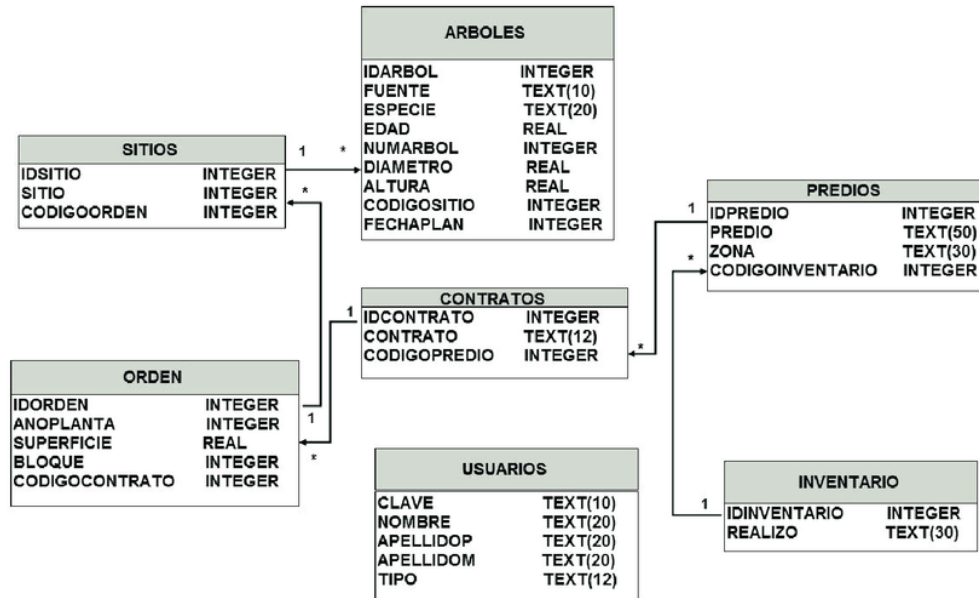 ARBOLES
IDARBOL INTEGER
FUENTE TEXT(10)
ESPECIE TEXT(20)
EDAD REAL
NUMARBOL INTEGER
DIAMETRO REAL
ALTURA REAL
CODIGOSITIO INTEGER
FECHAPLAN INTEGER
SITIOS
IDSITIO INTEGER
SITIO INTEGER
CODIGOORDEN INTEGER
1 *
*
PREDIOS
IDPREDIO INTEGER
PREDIO TEXT(50)
ZONA TEXT(30)
CODIGOINVENTARIO INTEGER
1
*
CONTRATOS
IDCONTRATO INTEGER
CONTRATO TEXT(12)
CODIGOPREDIO INTEGER
1
*
ORDEN
IDORDEN INTEGER
ANOPLANTA INTEGER
SUPERFICIE REAL
BLOQUE INTEGER
CODIGOCONTRATO INTEGER
1
*
USUARIOS
CLAVE TEXT(10)
NOMBRE TEXT(20)
APELLIDOP TEXT(20)
APELLIDOM TEXT(20)
TIPO TEXT(12)
INVENTARIO
IDINVENTARIO INTEGER
REALIZO TEXT(30)
1